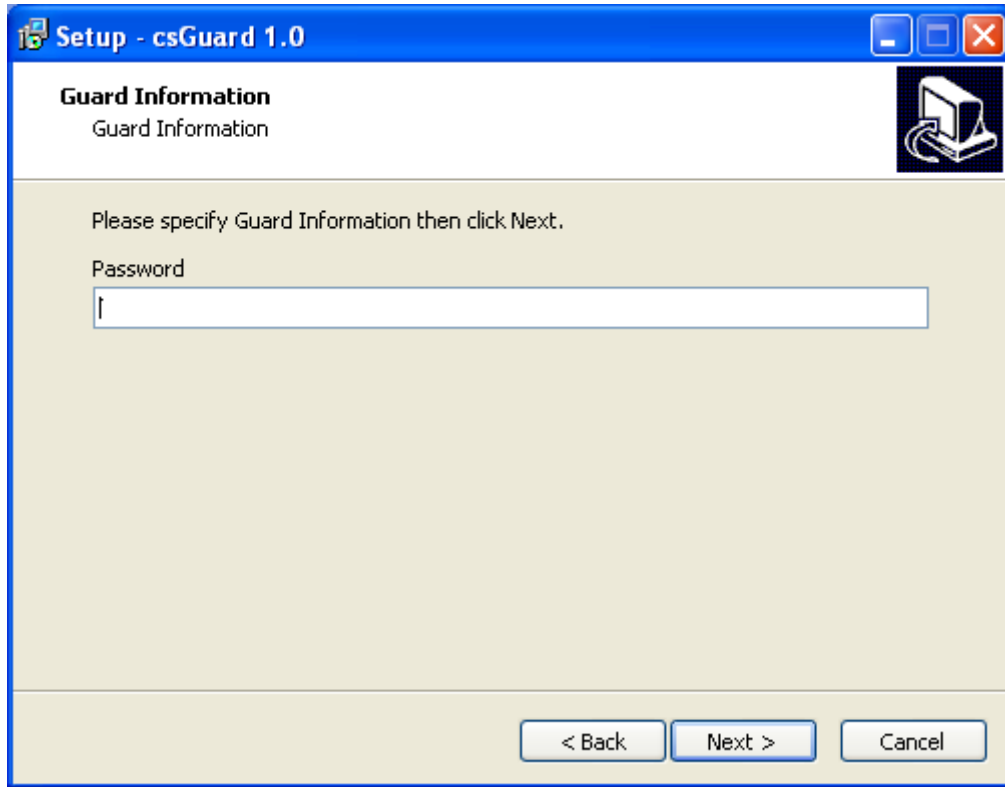 Setup - csGuard 1.0
Guard Information
Guard Information
Please specify Guard Information then click Next.
Password
< Back Next > Cancel